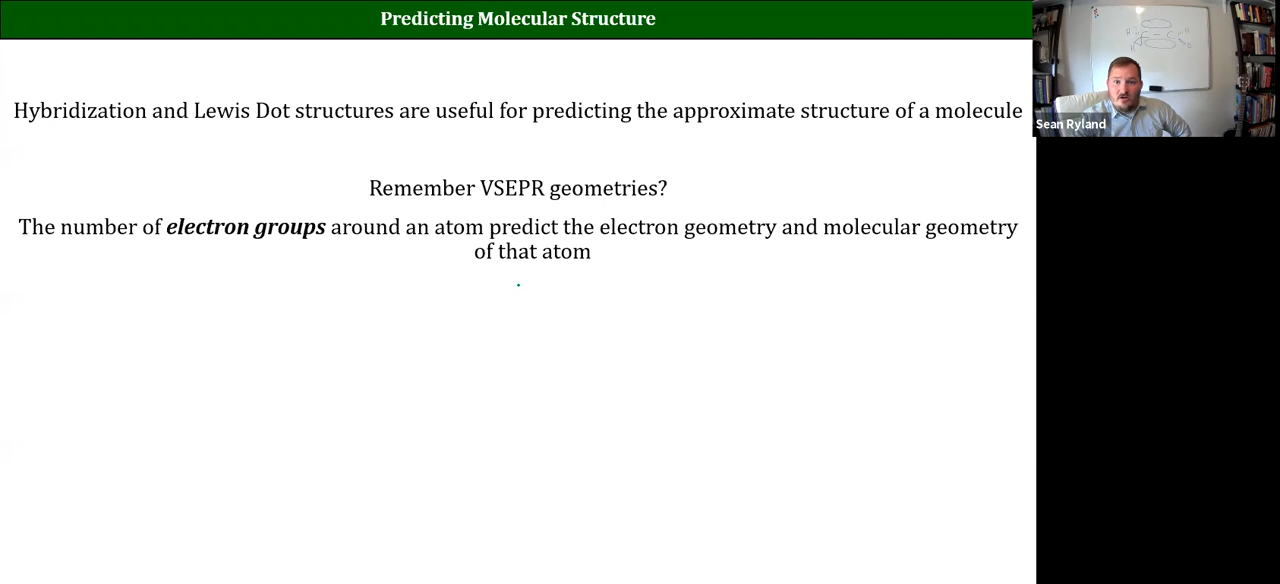 Predicting Molecular Structure
Hybridization and Lewis Dot structures are useful for predicting the approximate structure of a molecule
Sean Ryland
Remember VSEPR geometries?
The number of electron groups around an atom predict the electron geometry and molecular geometry
of that atom